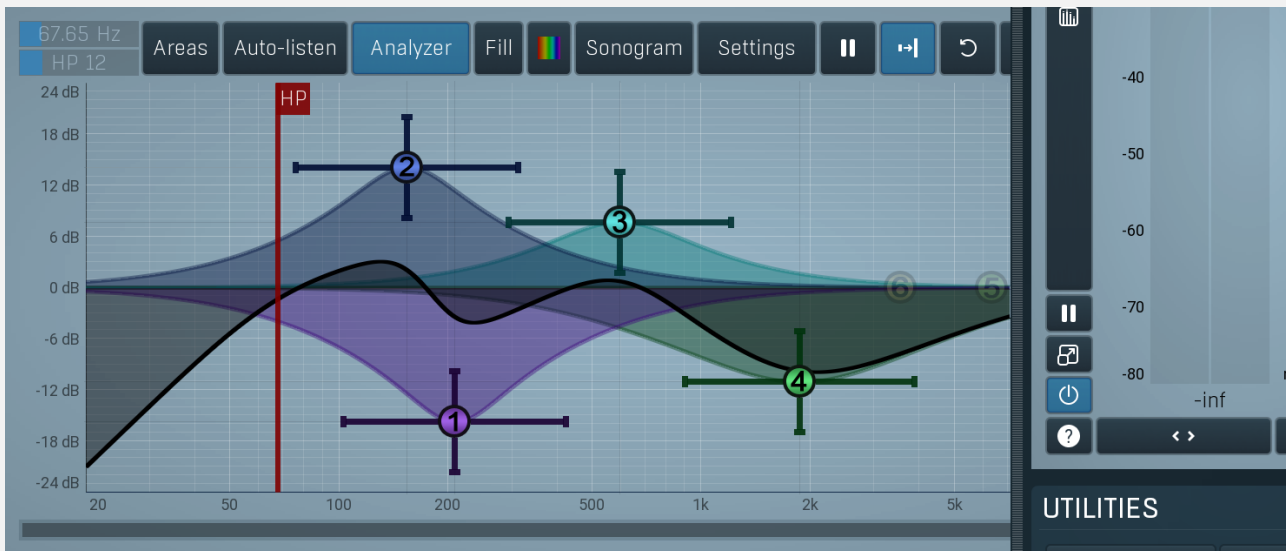 67.65 Hz
HP 12
Areas Auto-listen Analyzer Fill Sonogram Settings
HP
24 dB
18 dB
12 dB
6 dB
0 dB
-6 dB
-12 dB
-18 dB
-24 dB
2
3
6
5
4
1
20 50 100 200 500 1k 2k 5k
-40
-50
-60
-70
-80
-inf
?
UTILITIES